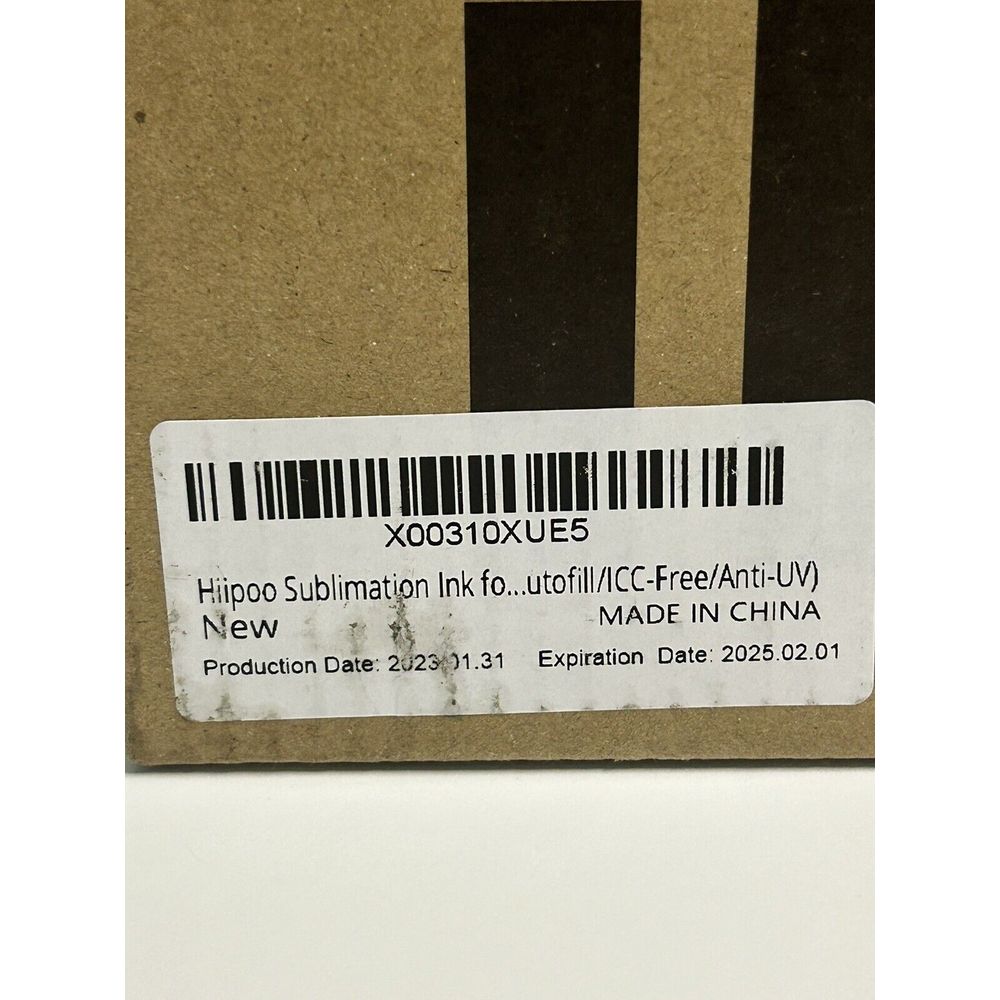 X00310XUE5
Hiipoo Sublimation Ink fo...utofill/ICC-Free/Anti-UV)
New MADE IN CHINA
Production Date: 2023.01.31 Expiration Date: 2025.02.01